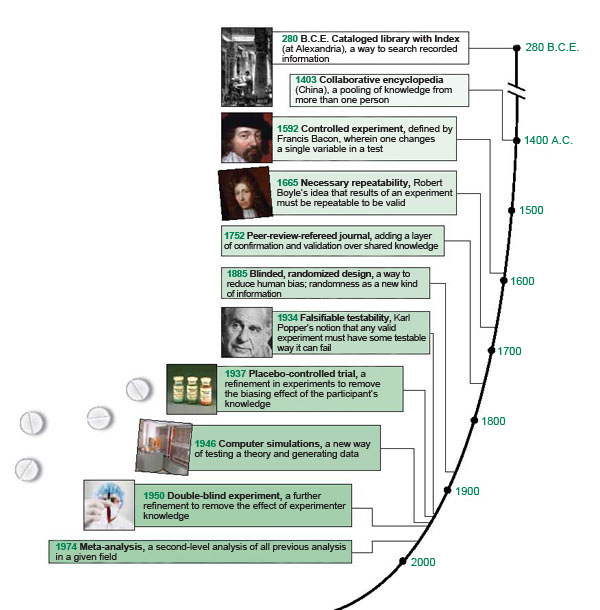 280 B.C.E. Cataloged library with Index
(at Alexandria), a way to search recorded
information
280 B.C.E.
1403 Collaborative encyclopedia
(China), a pooling of knowledge from
more than one person
1400 A.C.
1592 Controlled experiment, defined by
Francis Bacon, wherein one changes
a single variable in a test
1665 Necessary repeatability, Robert
Boyle's idea that results of an experiment
must be repeatable to be valid
1500
1752 Peer-review-refereed journal, adding a layer
of confirmation and validation over shared knowledge
1885 Blinded, randomized design, a way to
reduce human bias; randomness as a new kind
of information
1600
1934 Falsifiable testability, Karl
Popper's notion that any valid
experiment must have some testable
way it can fail
1700
1937 Placebo-controlled trial, a
refinement in experiments to remove
the biasing effect of the participant's
knowledge
1800
1946 Computer simulations, a new way
of testing a theory and generating data
1900
1950 Double-blind experiment, a further
refinement to remove the effect of experimenter
knowledge
1974 Meta-analysis, a second-level analysis of all previous analysis
in a given field
2000